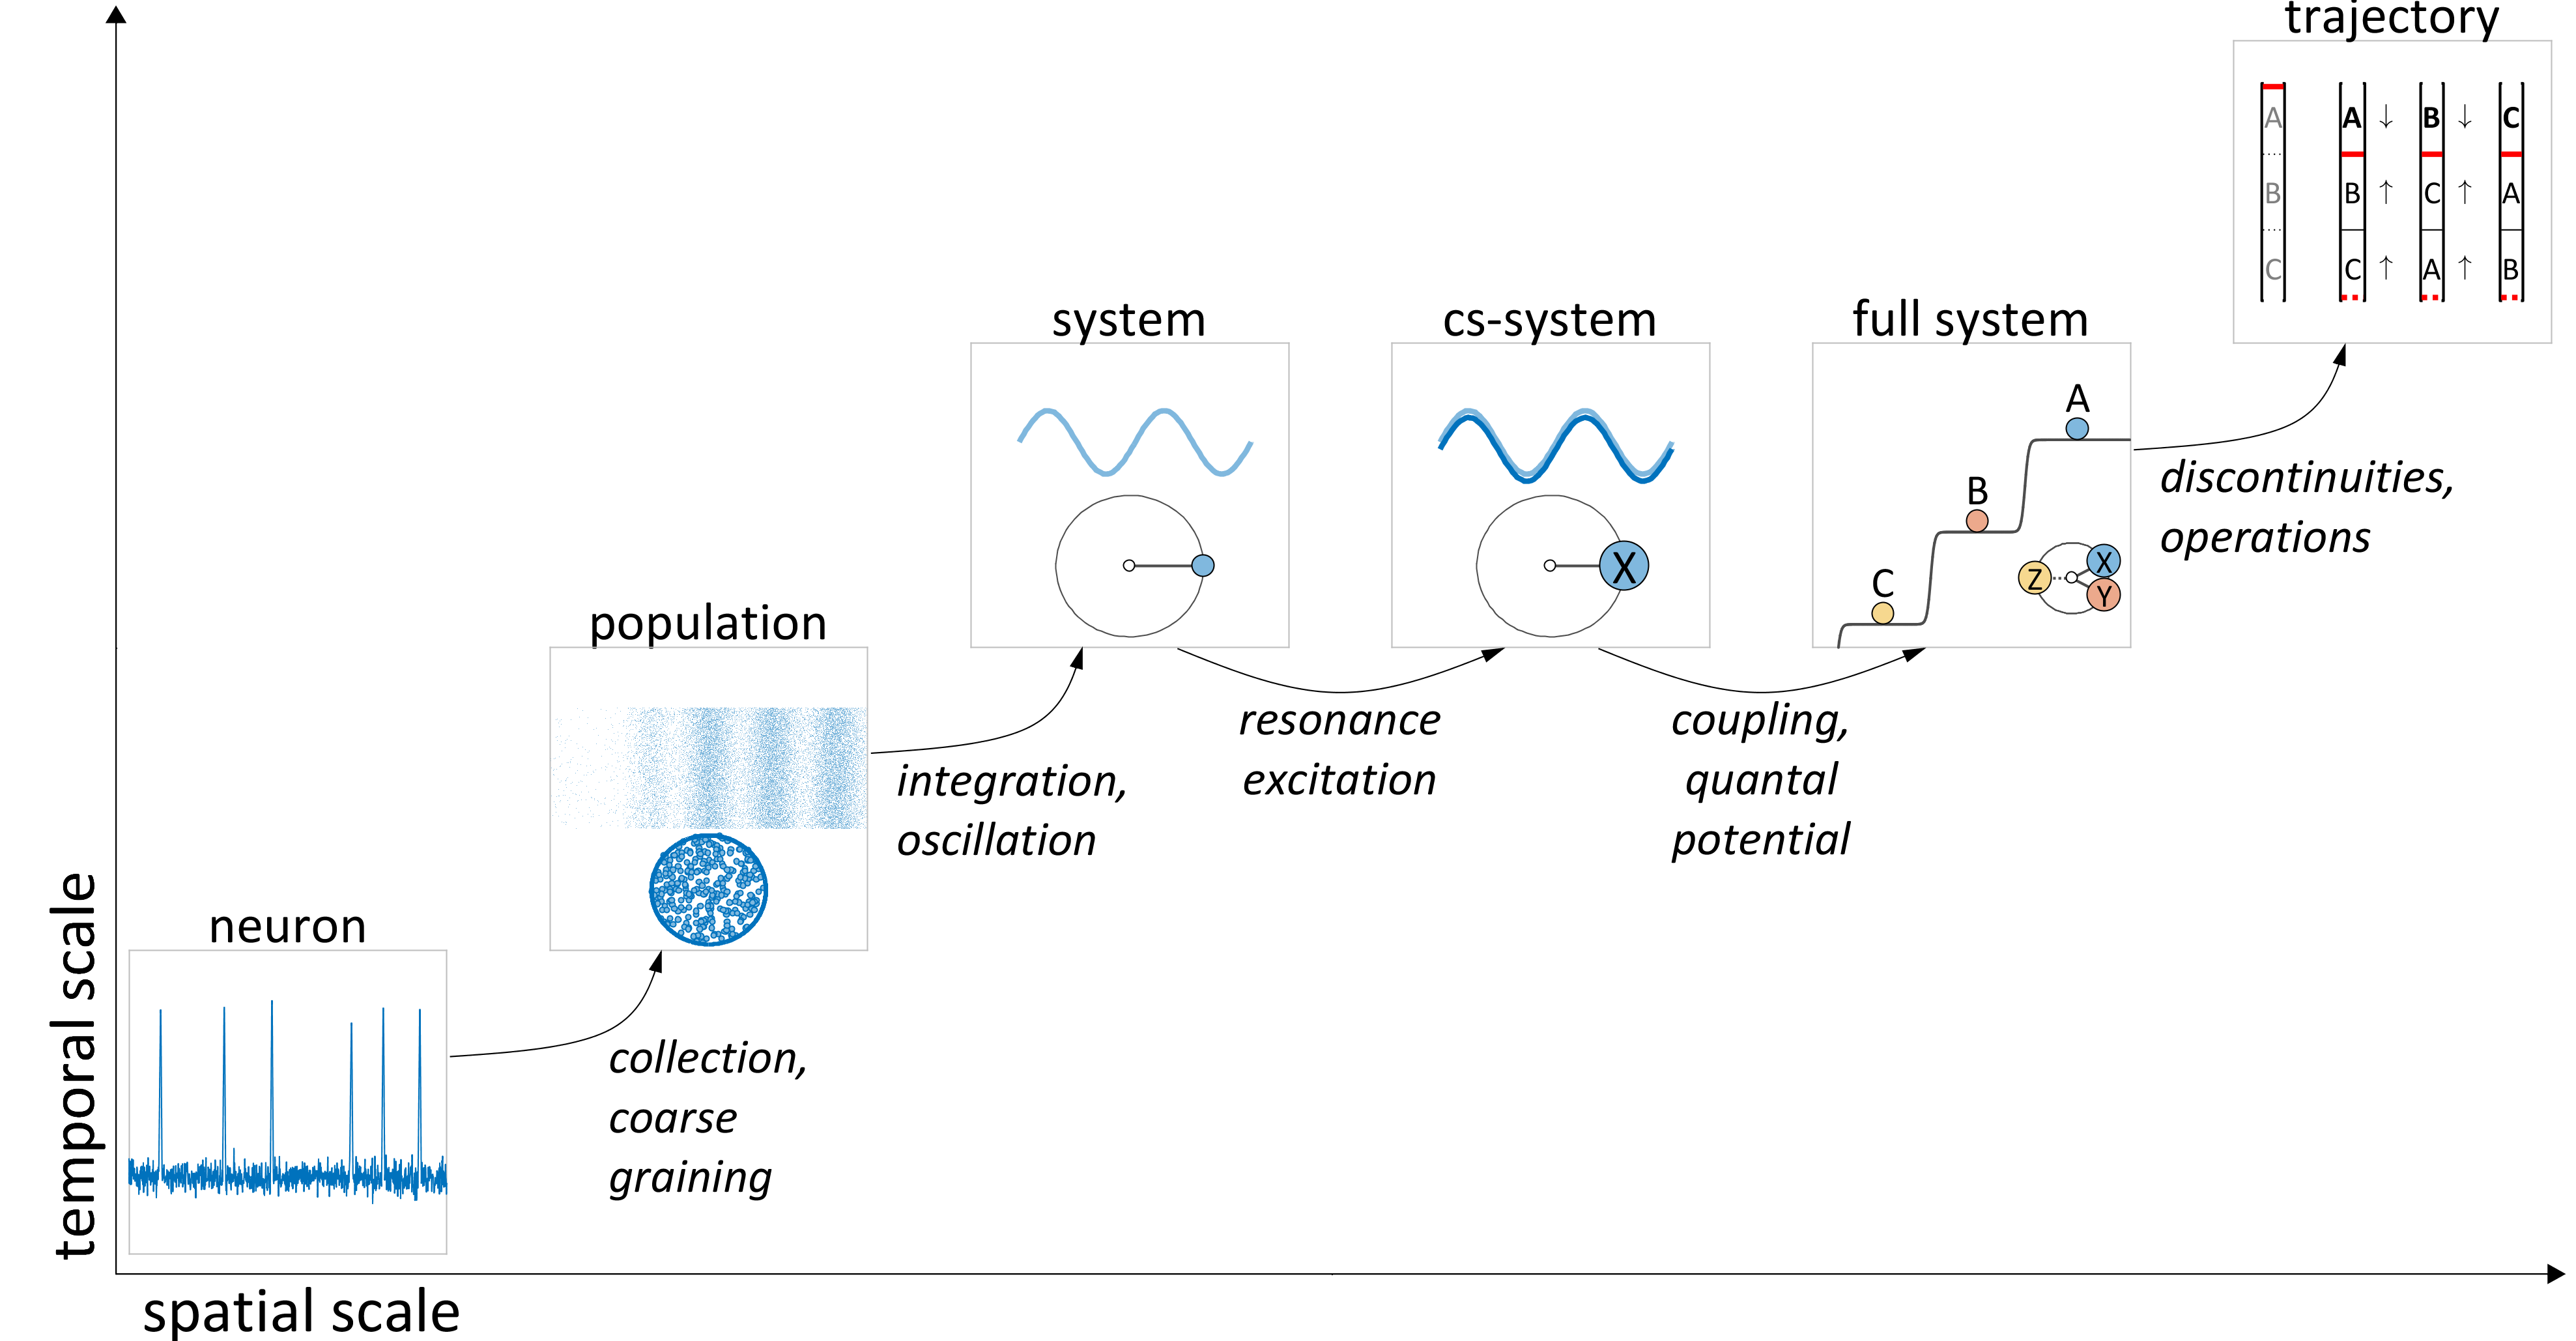 trajectory
A A ↓ B ↓ C
B B ↑ C ↑ A
C C ↑ A ↑ B
system
cs-system
full system
X
A
B
C
X
Z
Y
discontinuities,
operations
population
resonance
excitation
coupling,
quantal
potential
integration,
oscillation
neuron
collection,
coarse
graining
temporal scale
spatial scale